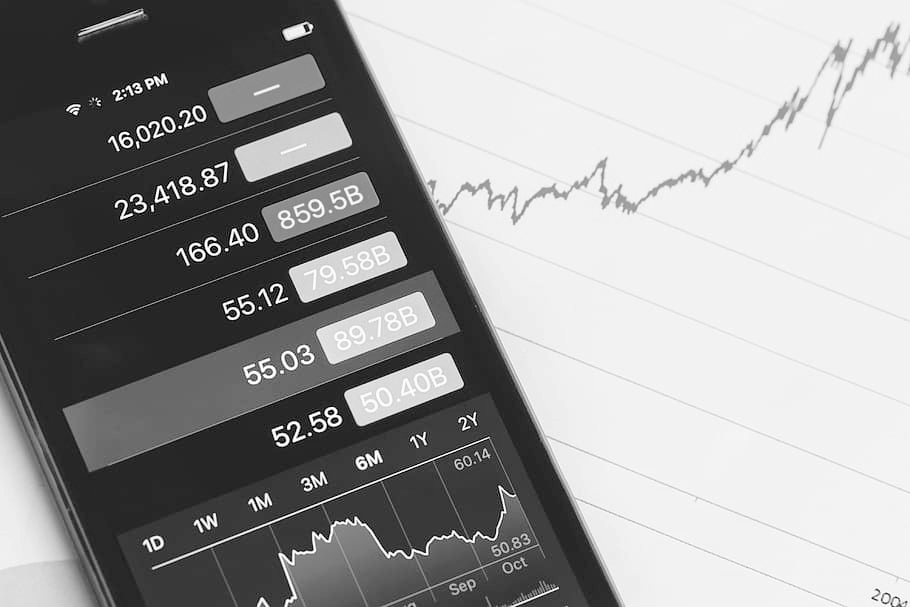 2:13 PM
16,020.20 –
23,418.87 –
166.40 859.5B
55.12 79.58B
55.03 89.78B
52.58 50.40B
1D 1W 1M 3M 6M 1Y 2Y
60.14
50.83
Sep Oct